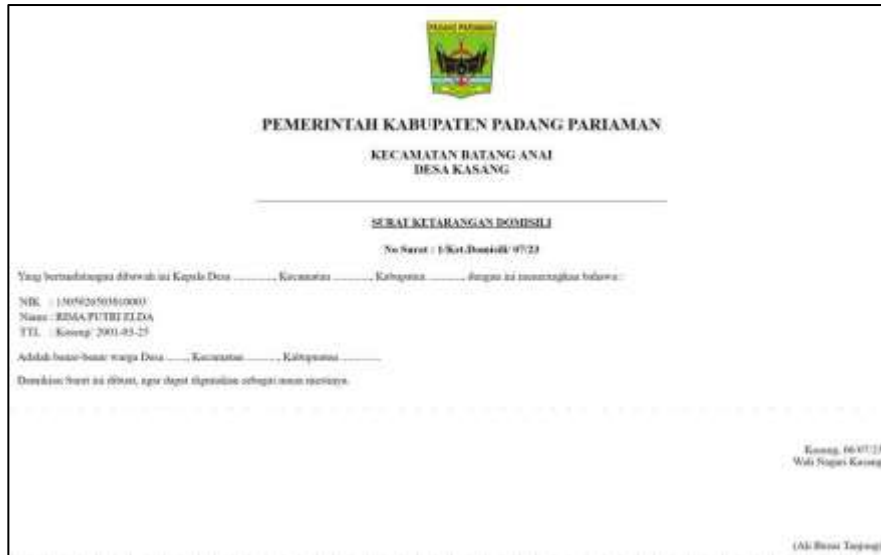 PADANG PARIAMAN
PEMERINTAH KABUPATEN PADANG PARIAMAN
KECAMATAN BATANG ANAI
DESA KASANG
SURAT KETARANGAN DOMISILI
No Surat : 1/Ket.Domisili/ 07/23
Yang bertandatangan dibawah ini Kepala Desa .............., Kecamatan ............., Kabupaten ............, dengan ini menerangkan bahwa :
NIK :
Nama : RIMA PUTRI ELDA
TTL : Kasang/ 2001-03-25
Adalah benar-benar warga Desa ......., Kecamatan ............, Kabupaten ..............
Demikian Surat ini dibuat, agar dapat digunakan sebagai mana mestinya.
Kasang, 06/07/23
Wali Nagari Kasang